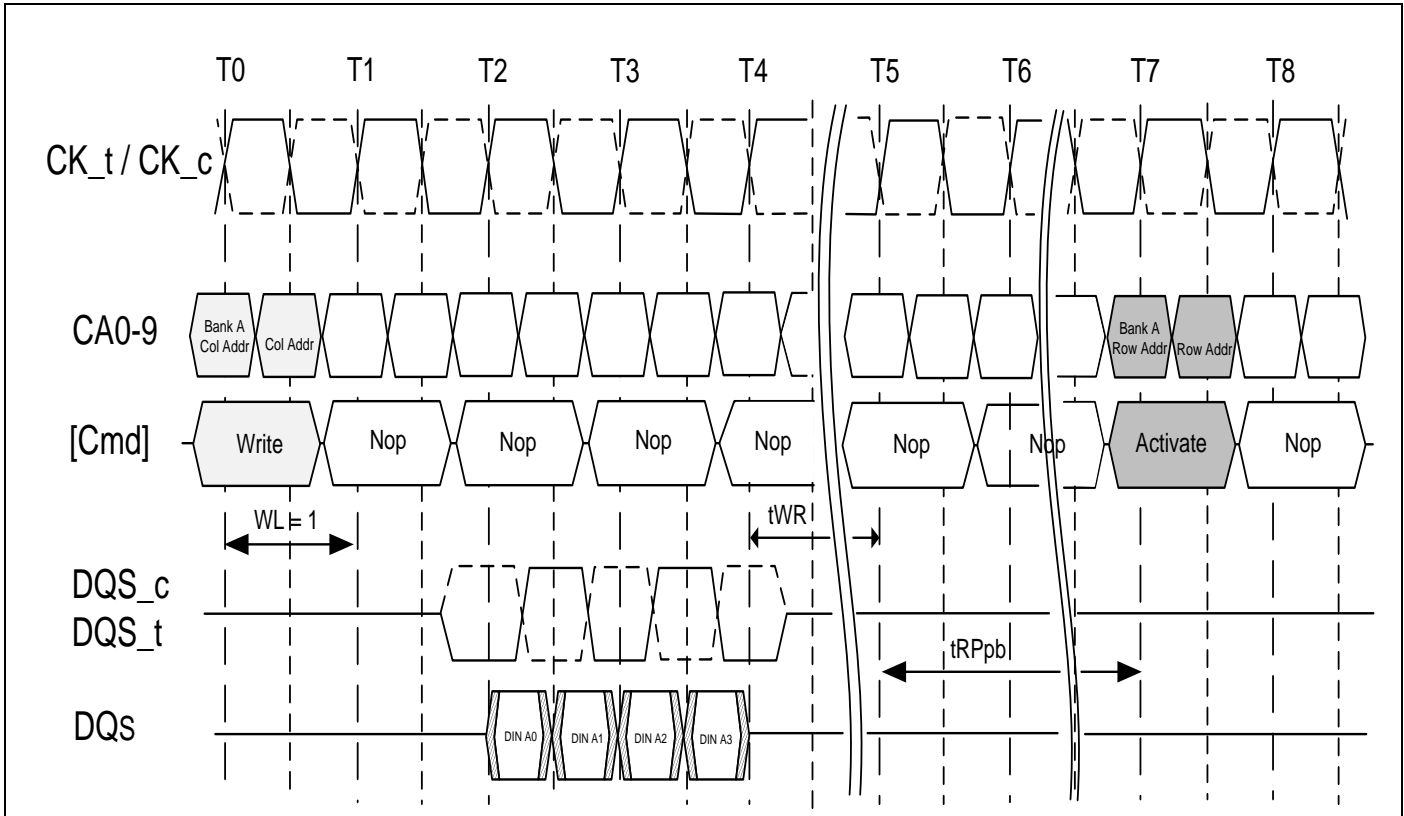 T0 T1 T2 T3 T4 T5 T6 T7 T8
CK_t / CK_c
CA0-9
Bank A
Col Addr
Col Addr
Bank A
Row Addr
Row Addr
[Cmd]
Write Nop Nop Nop Nop Nop Nop Activate Nop
WL = 1
tWR
DQS_c
DQS_t
tRPpb
DQs
DIN A0 DIN A1 DIN A2 DIN A3